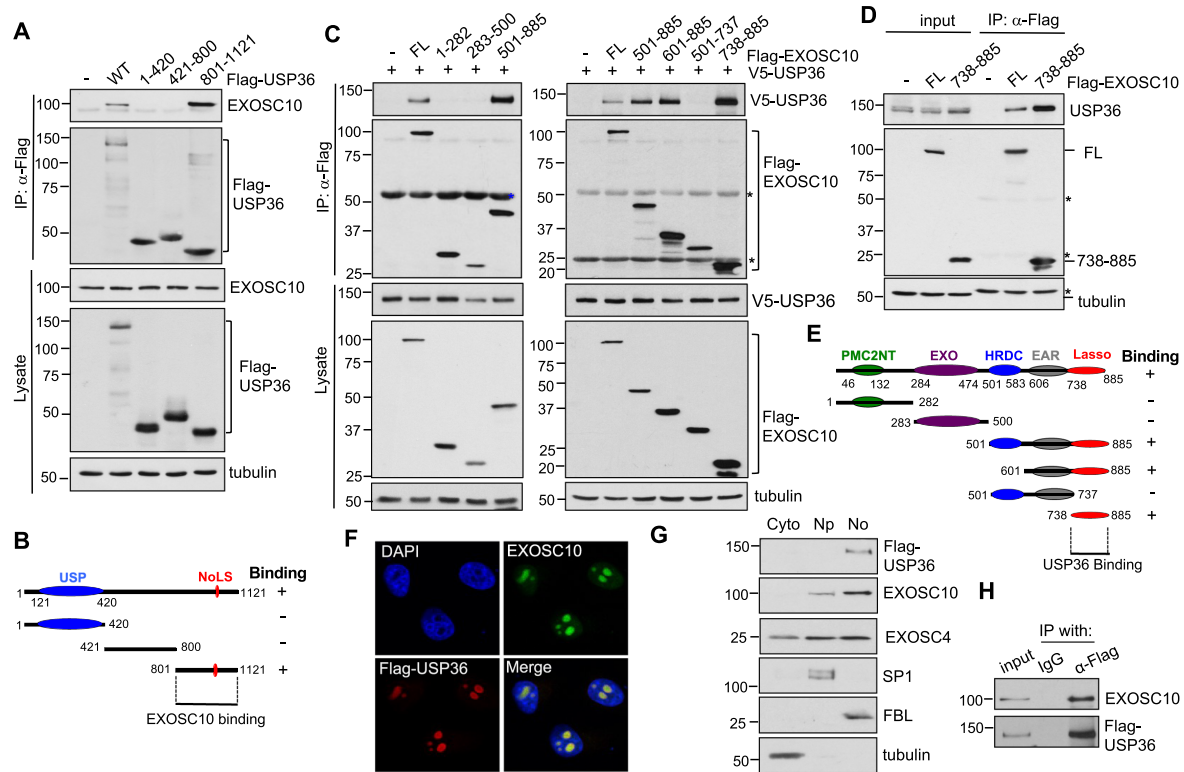 A
- WT 1-420 421-800 801-1121
Flag-USP36
IP: α-Flag
100 EXOSC10
150
100
75
50
Flag-
USP36
Lysate
100 EXOSC10
150
100
75
50
Flag-
USP36
50 tubulin
B
USP NoLS Binding
1 121 420 1121 +
1 420 -
421 800 -
801 1121 +
EXOSC10 binding
C
- FL 1-282 283-500 501-885
+ + + + +
- FL 501-885 601-885 501-737 738-885
Flag-EXOSC10
+ + + + + +
V5-USP36
IP: α-Flag
150
150 V5-USP36
100
75
50 *
37
25
100
75
50 *
37
25 *
20
Flag-
EXOSC10
Lysate
150
150 V5-USP36
100
75
50
37
25
100
75
50
37
25
20
Flag-
EXOSC10
50
50 tubulin
D
input IP: α-Flag
- FL 738-885 - FL 738-885
Flag-EXOSC10
150 USP36
100 FL
75
50 *
37
25 *
738-885
50 *
tubulin
E
PMC2NT EXO HRDC EAR Lasso Binding
46 132 284 474 501 583 606 738 885 +
1 282 -
283 500 -
501 885 +
601 885 +
501 737 -
738 885 +
USP36 Binding
F
DAPI EXOSC10
Flag-USP36 Merge
G
Cyto Np No
150 Flag-
USP36
100 EXOSC10
25 EXOSC4
100 SP1
25 FBL
50 tubulin
H
IP with:
input IgG α-Flag
100 EXOSC10
150 Flag-
USP36